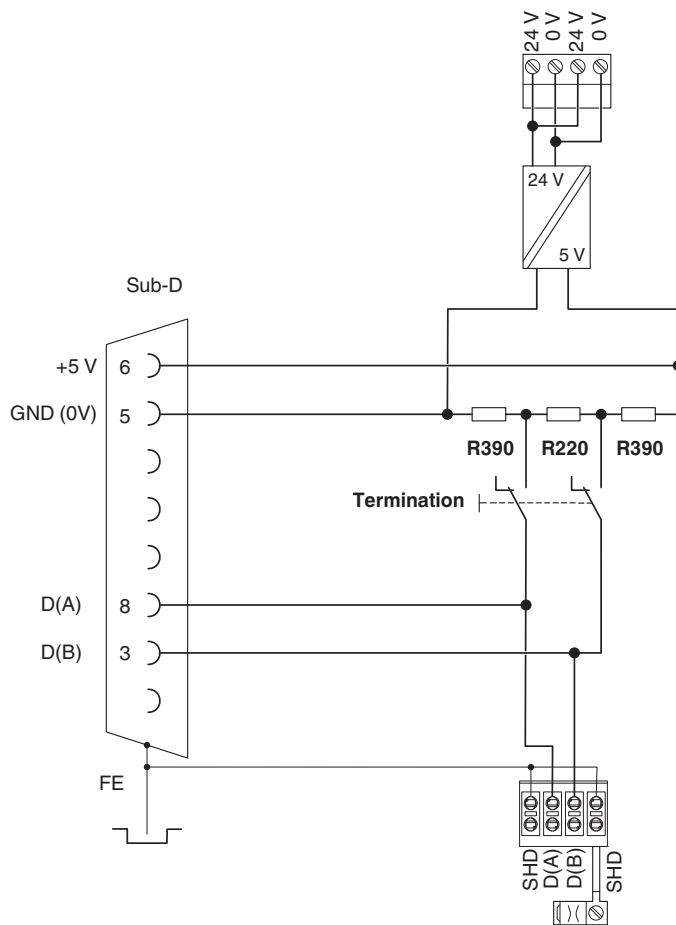 24 V
0 V
24 V
0 V
24 V
5 V
Sub-D
+5 V 6
GND (0V) 5
R390 R220 R390
Termination
D(A) 8
D(B) 3
FE
SHD
D(A)
D(B)
SHD